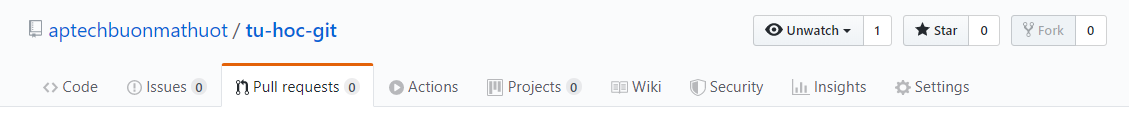 aptechbuonmathuot / tu-hoc-git Unwatch 1 Star 0 Fork 0
Code Issues 0 Pull requests 0 Actions Projects 0 Wiki Security Insights Settings